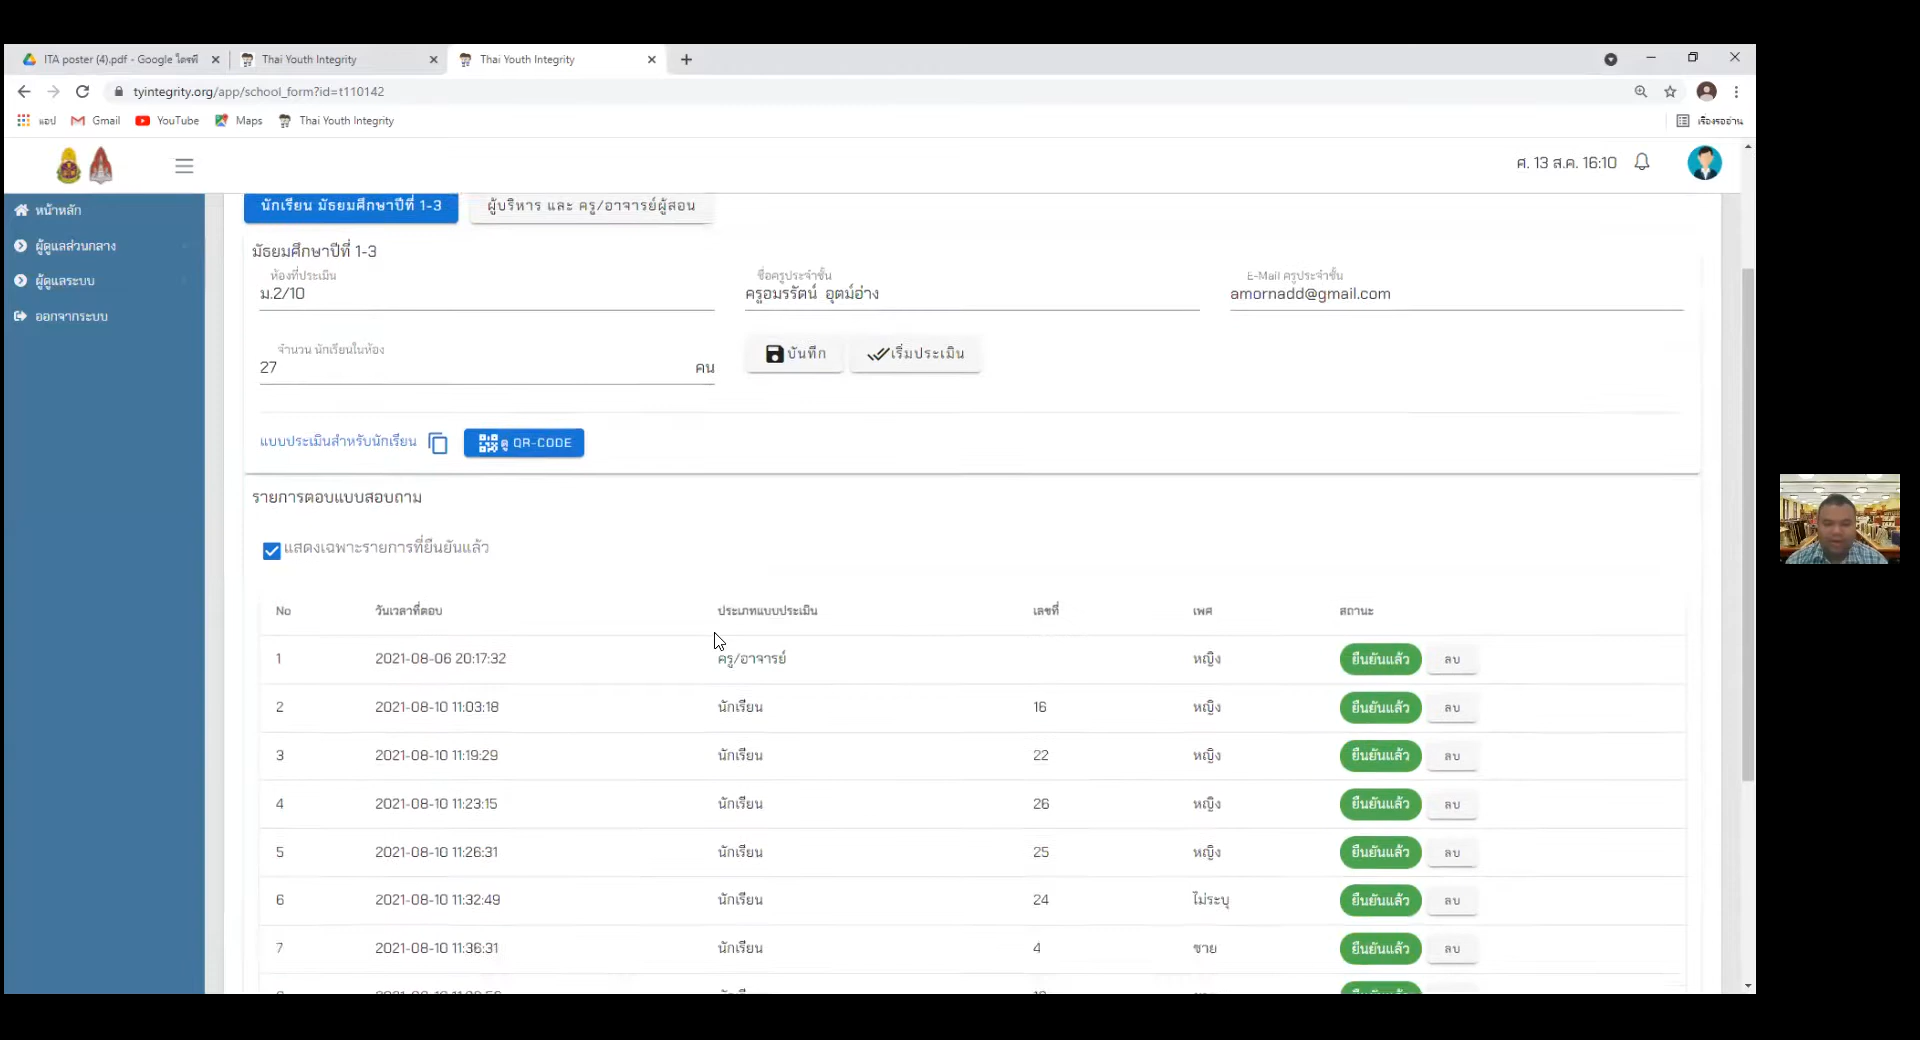 ITA poster (4).pdf - Google ไดรฟ์
Thai Youth Integrity
Thai Youth Integrity
tyintegrity.org/app/school_form?id=t110142
แอป Gmail YouTube Maps Thai Youth Integrity เรื่องรออ่าน
ศ. 13 ส.ค. 16:10
หน้าหลัก
ผู้ดูแลส่วนกลาง
ผู้ดูแลระบบ
ออกจากระบบ
นักเรียน มัธยมศึกษาปีที่ 1-3 ผู้บริหาร และ ครู/อาจารย์ผู้สอน
มัธยมศึกษาปีที่ 1-3
ห้องที่ประเมิน ชื่อครูประจำชั้น E-Mail ครูประจำชั้น
ม.2/10 ครูอมรรัตน์ อุตม์อ่าง amornadd@gmail.com
จำนวน นักเรียนในห้อง
27 คน บันทึก เริ่มประเมิน
แบบประเมินสำหรับนักเรียน ดู QR-CODE
รายการตอบแบบสอบถาม
แสดงเฉพาะรายการที่ยืนยันแล้ว
No วันเวลาที่ตอบ ประเภทแบบประเมิน เลขที่ เพศ สถานะ
1 2021-08-06 20:17:32 ครู/อาจารย์ หญิง ยืนยันแล้ว ลบ
2 2021-08-10 11:03:18 นักเรียน 16 หญิง ยืนยันแล้ว ลบ
3 2021-08-10 11:19:29 นักเรียน 22 หญิง ยืนยันแล้ว ลบ
4 2021-08-10 11:23:15 นักเรียน 26 หญิง ยืนยันแล้ว ลบ
5 2021-08-10 11:26:31 นักเรียน 25 หญิง ยืนยันแล้ว ลบ
6 2021-08-10 11:32:49 นักเรียน 24 ไม่ระบุ ยืนยันแล้ว ลบ
7 2021-08-10 11:36:31 นักเรียน 4 ชาย ยืนยันแล้ว ลบ